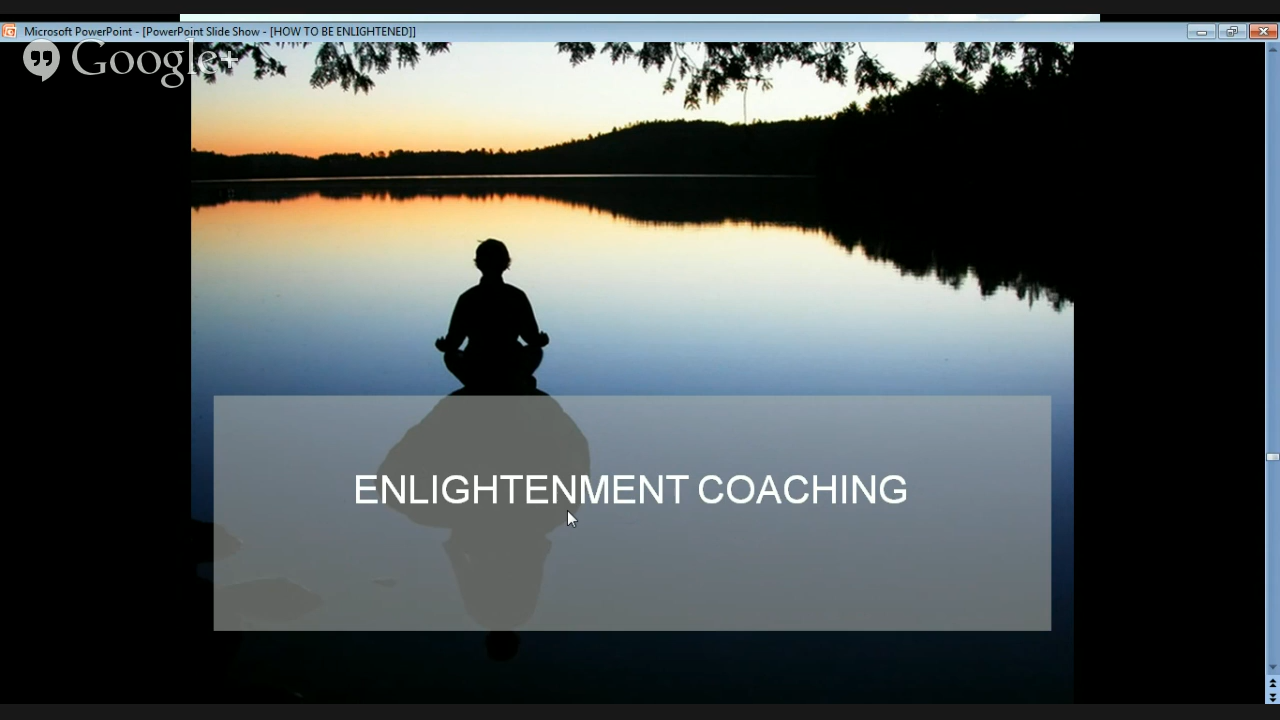 Microsoft PowerPoint - [PowerPoint Slide Show - [HOW TO BE ENLIGHTENED]]
Google+
ENLIGHTENMENT COACHING